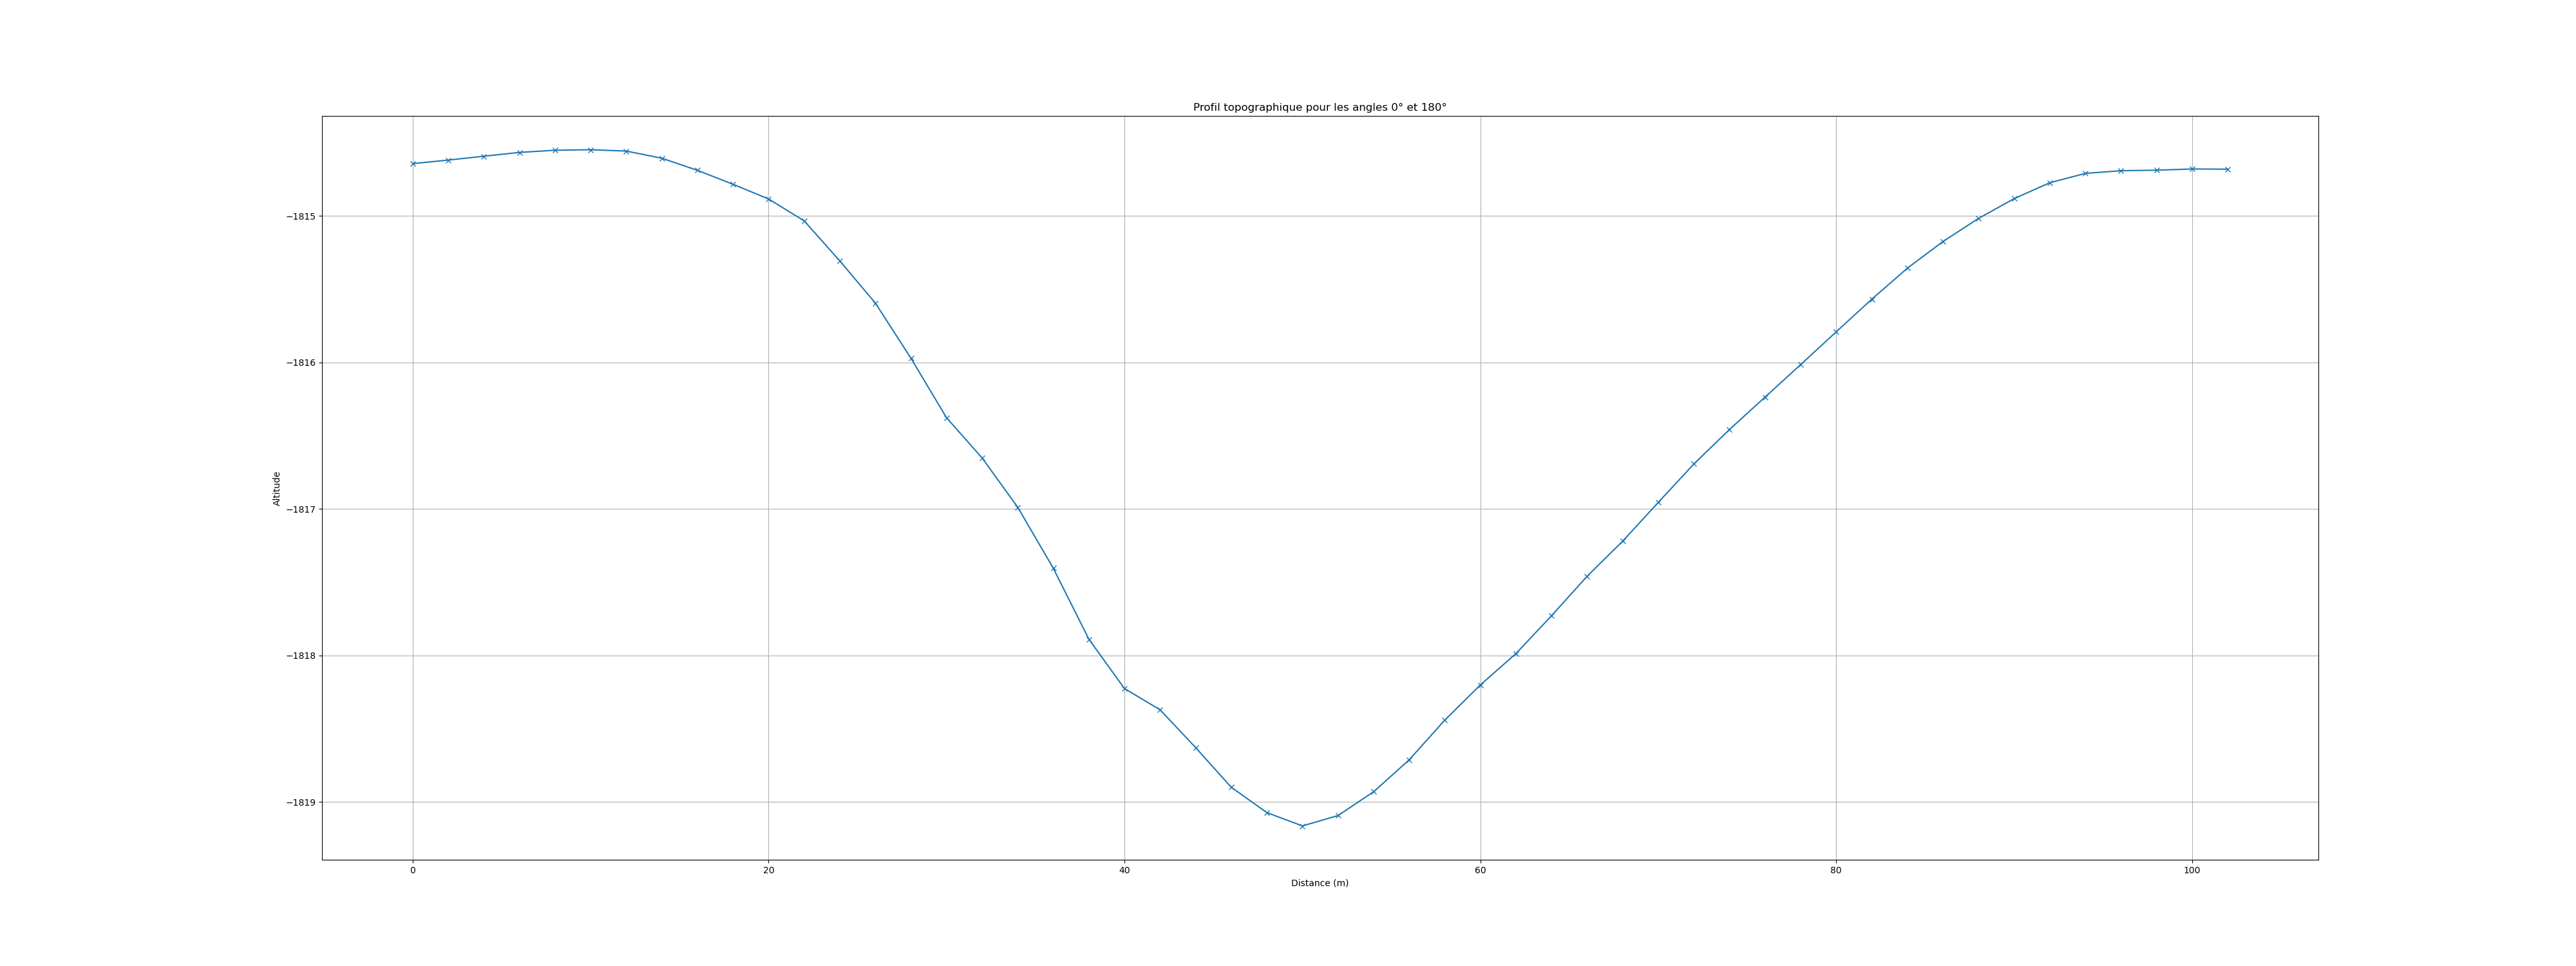 Profil topographique pour les angles 0° et 180°
−1815
−1816
−1817
−1818
−1819
Altitude
0 20 40 60 80 100
Distance (m)